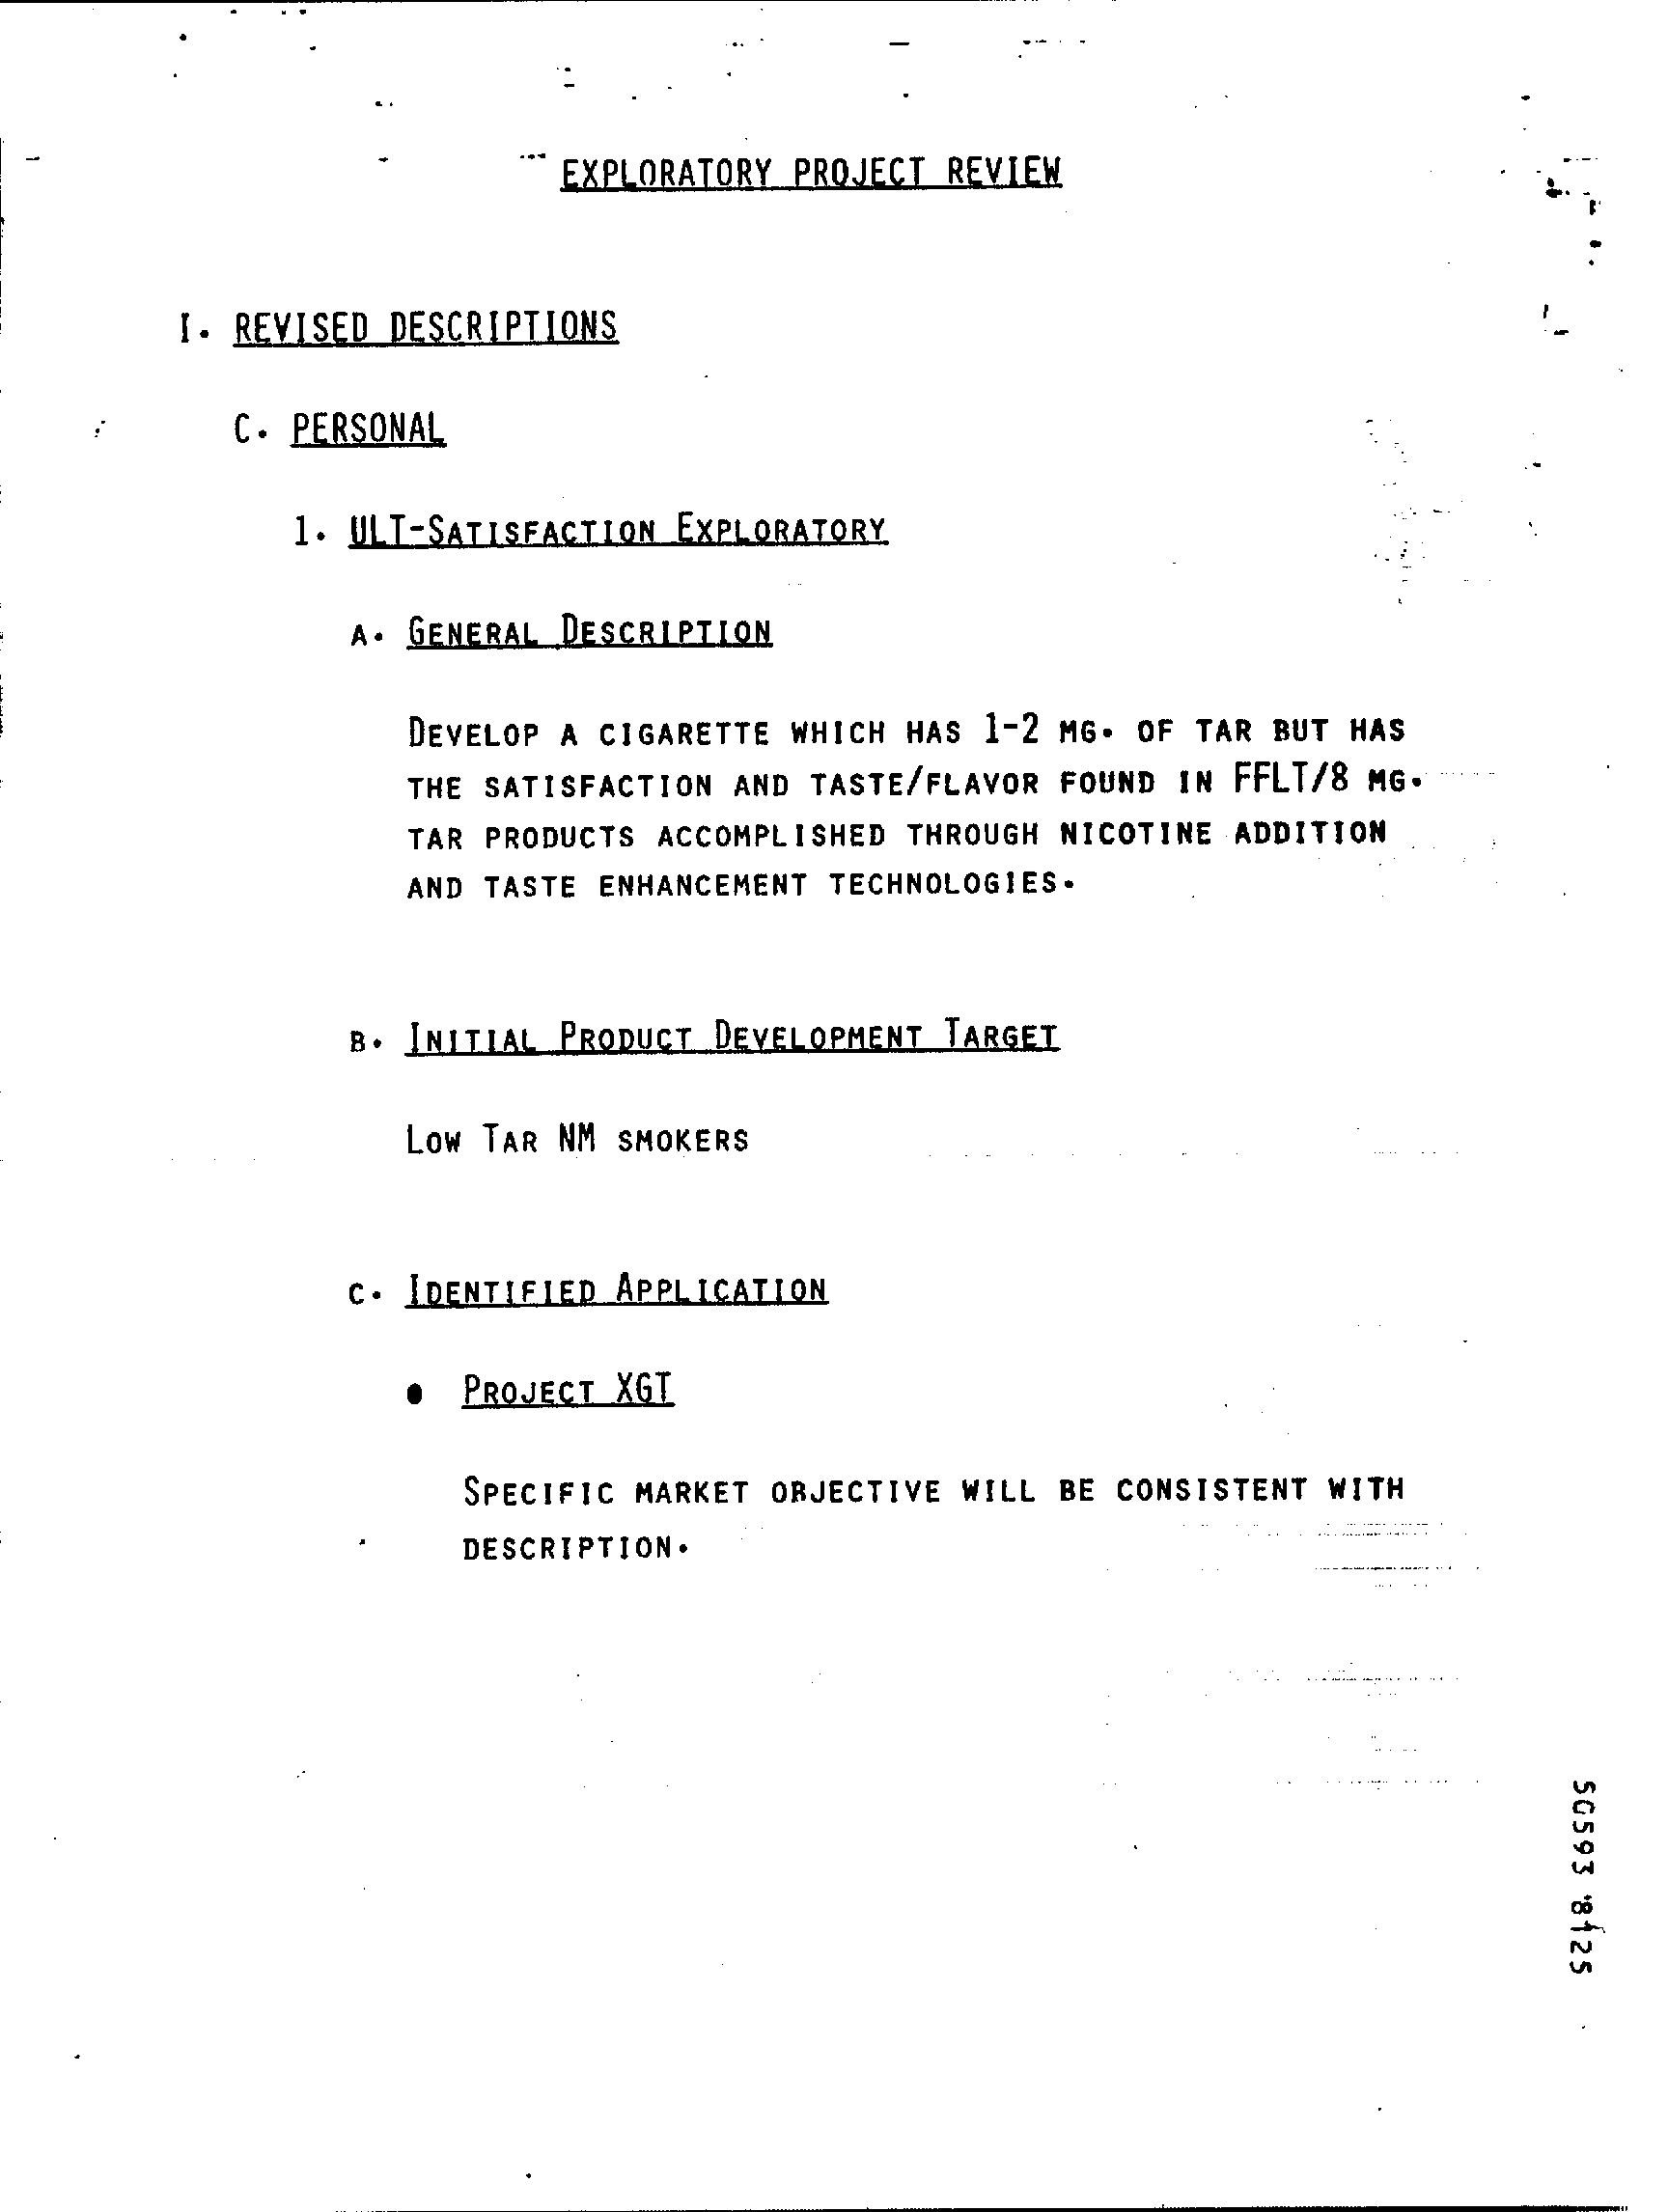 EXPLORATORY PROJECT REVIEW
I. REVISED DESCRIPTIONS
C. PERSONAL
1. ULT-SATISFACTION EXPLORATORY
A. GENERAL DESCRIPTION
DEVELOP A CIGARETTE WHICH HAS 1-2 MG. OF TAR BUT HAS
THE SATISFACTION AND TASTE/FLAVOR FOUND IN FFLT/8 MG.
TAR PRODUCTS ACCOMPLISHED THROUGH NICOTINE ADDITION
AND TASTE ENHANCEMENT TECHNOLOGIES.
B. INITIAL PRODUCT DEVELOPMENT TARGET
LOW TAR NM SMOKERS
C. IDENTIFIED APPLICATION
● PROJECT XGT
SPECIFIC MARKET OBJECTIVE WILL BE CONSISTENT WITH
DESCRIPTION.
50593 8125